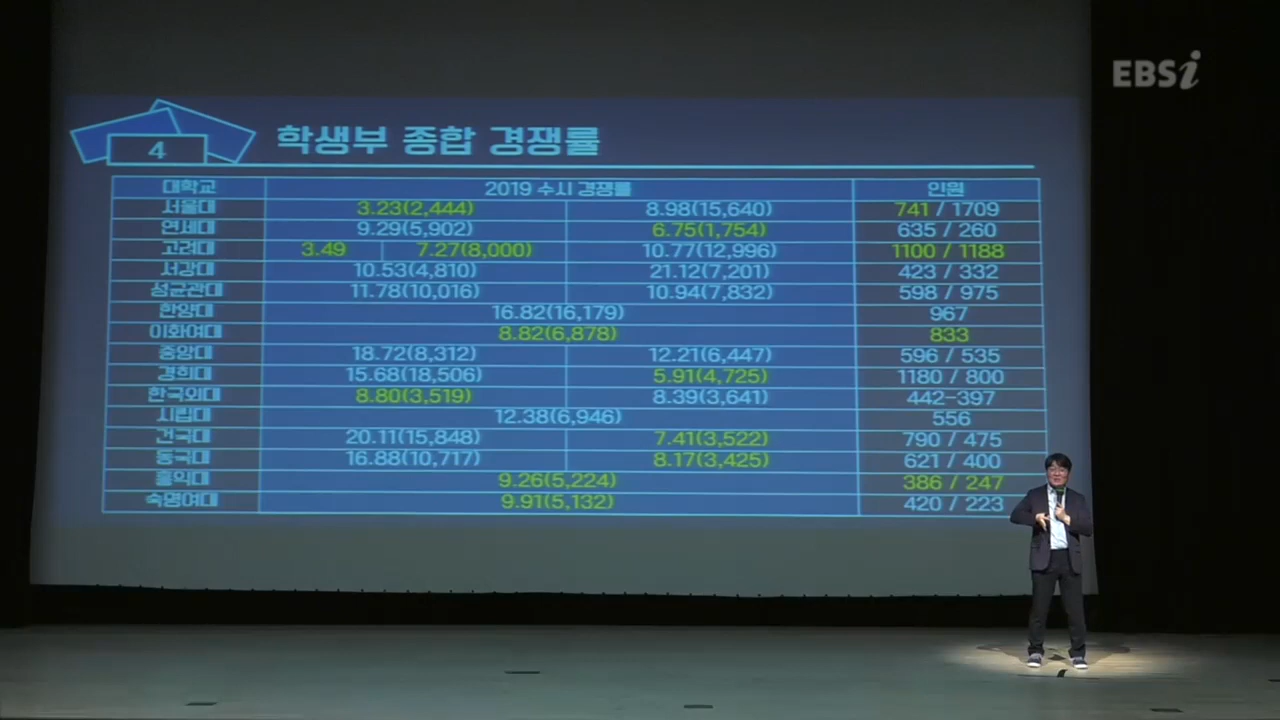 EBSi
4 학생부 종합 경쟁률
대학교 2019 수시 경쟁률 인원
서울대 3.23(2,444) 8.98(15,640) 741 / 1709
연세대 9.29(5,902) 6.75(1,754) 635 / 260
고려대 3.49 7.27(8,000) 10.77(12,996) 1100 / 1188
서강대 10.53(4,810) 21.12(7,201) 423 / 332
성균관대 11.78(10,016) 10.94(7,832) 598 / 975
한양대 16.82(16,179) 967
이화여대 8.82(6,878) 833
중앙대 18.72(8,312) 12.21(6,447) 596 / 535
경희대 15.68(18,506) 5.91(4,725) 1180 / 800
한국외대 8.80(3,519) 8.39(3,641) 442-397
시립대 12.38(6,946) 556
건국대 20.11(15,848) 7.41(3,522) 790 / 475
동국대 16.88(10,717) 8.17(3,425) 621 / 400
홍익대 9.26(5,224) 386 / 247
숙명여대 9.91(5,132) 420 / 223